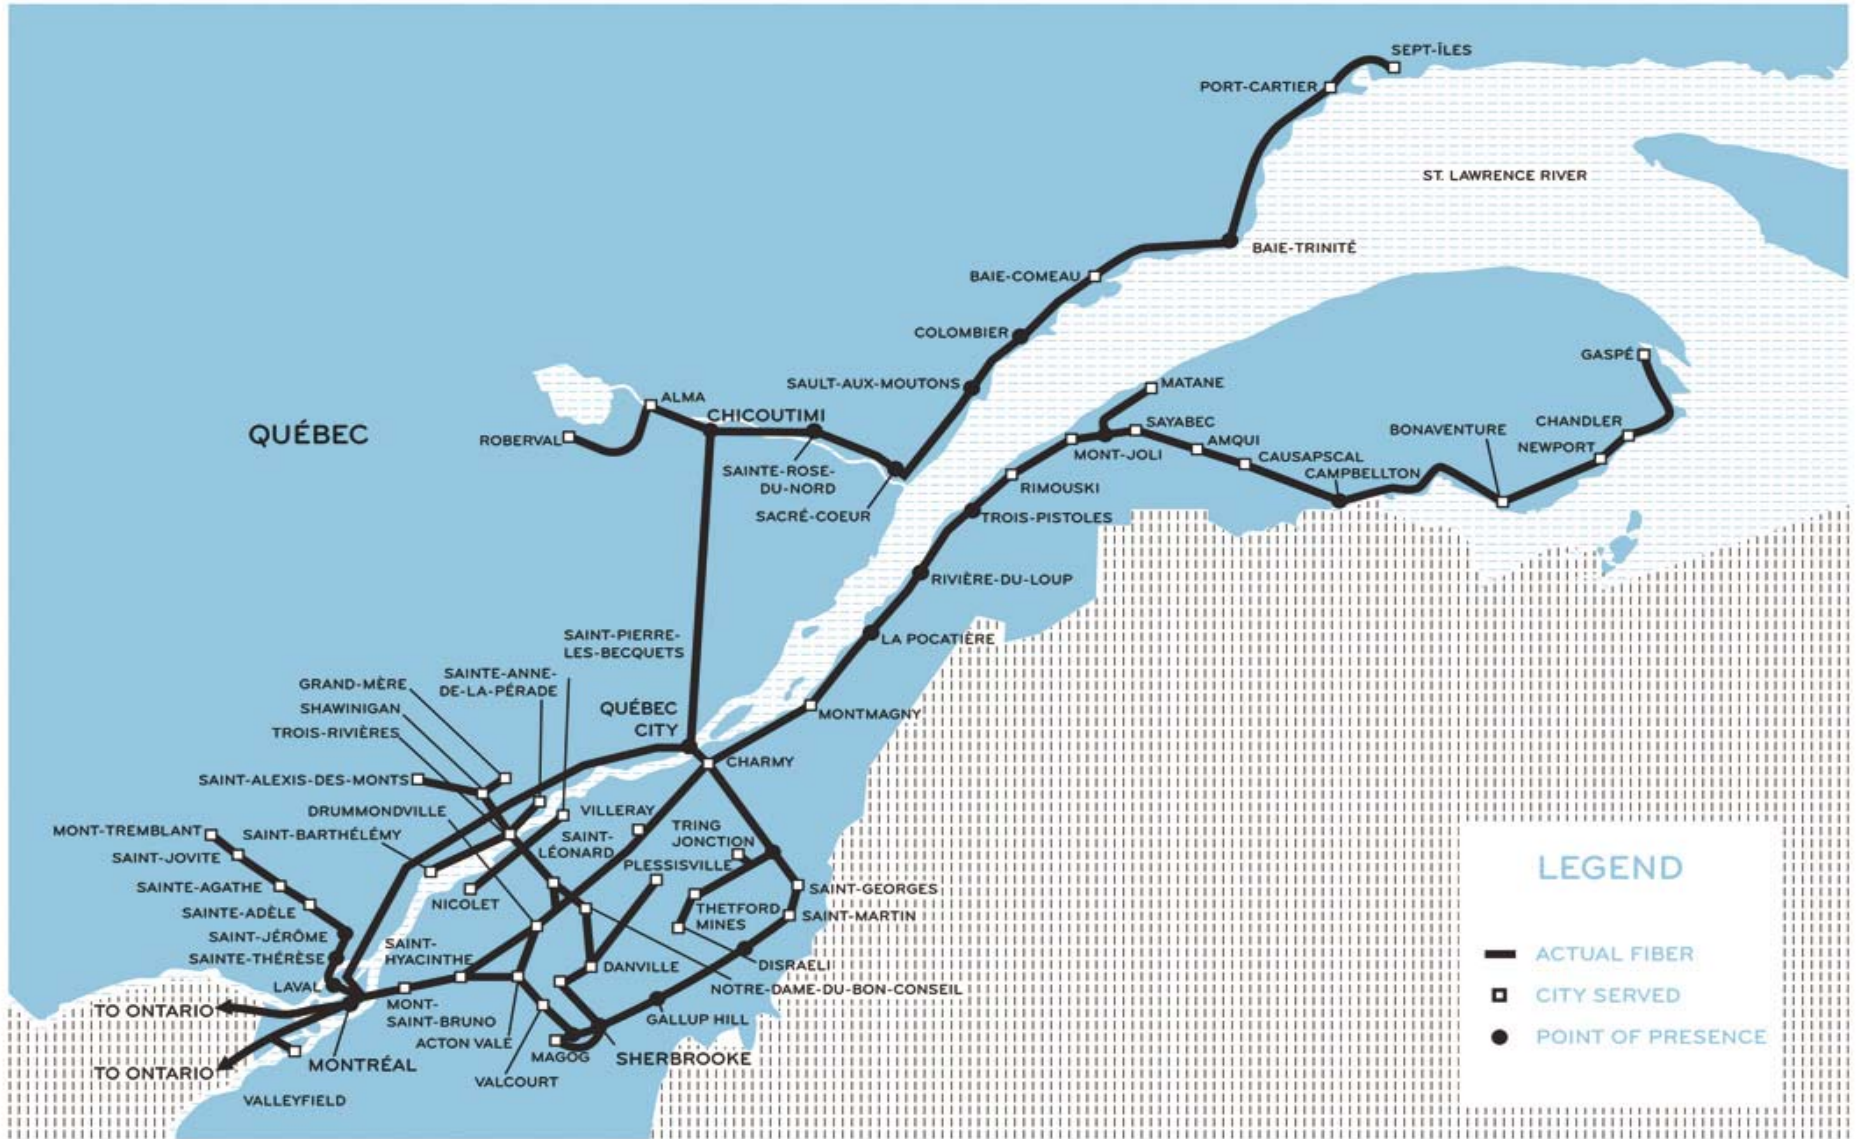 SEPT-ÎLES
PORT-CARTIER
ST. LAWRENCE RIVER
BAIE-TRINITÉ
BAIE-COMEAU
COLOMBIER
GASPÉ
SAULT-AUX-MOUTONS
MATANE
ALMA
CHICOUTIMI
SAYABEC
CHANDLER
QUÉBEC
ROBERVAL
BONAVENTURE
AMQUI
NEWPORT
MONT-JOLI
CAUSAPSCAL
SAINTE-ROSE-
DU-NORD
CAMPBELLTON
RIMOUSKI
SACRÉ-COEUR
TROIS-PISTOLES
RIVIÈRE-DU-LOUP
SAINT-PIERRE-
LES-BECQUETS
LA POCATIÈRE
SAINTE-ANNE-
DE-LA-PÉRADE
GRAND-MÈRE
SHAWINIGAN
QUÉBEC
CITY
MONTMAGNY
TROIS-RIVIÈRES
CHARMY
SAINT-ALEXIS-DES-MONTS
DRUMMONDVILLE
VILLERAY
TRING
JONCTION
MONT-TREMBLANT
SAINT-BARTHÉLÉMY
SAINT-
LÉONARD
SAINT-JOVITE
PLESSISVILLE
SAINTE-AGATHE
SAINT-GEORGES
NICOLET
THETFORD
MINES
SAINTE-ADÈLE
SAINT-MARTIN
SAINT-JÉRÔME
SAINT-
HYACINTHE
SAINTE-THÉRÈSE
DANVILLE
DISRAELI
LAVAL
NOTRE-DAME-DU-BON-CONSEIL
TO ONTARIO
MONT-
SAINT-BRUNO
GALLUP HILL
ACTON VALE
MAGOG
SHERBROOKE
MONTRÉAL
TO ONTARIO
VALCOURT
VALLEYFIELD
LEGEND
ACTUAL FIBER
CITY SERVED
POINT OF PRESENCE